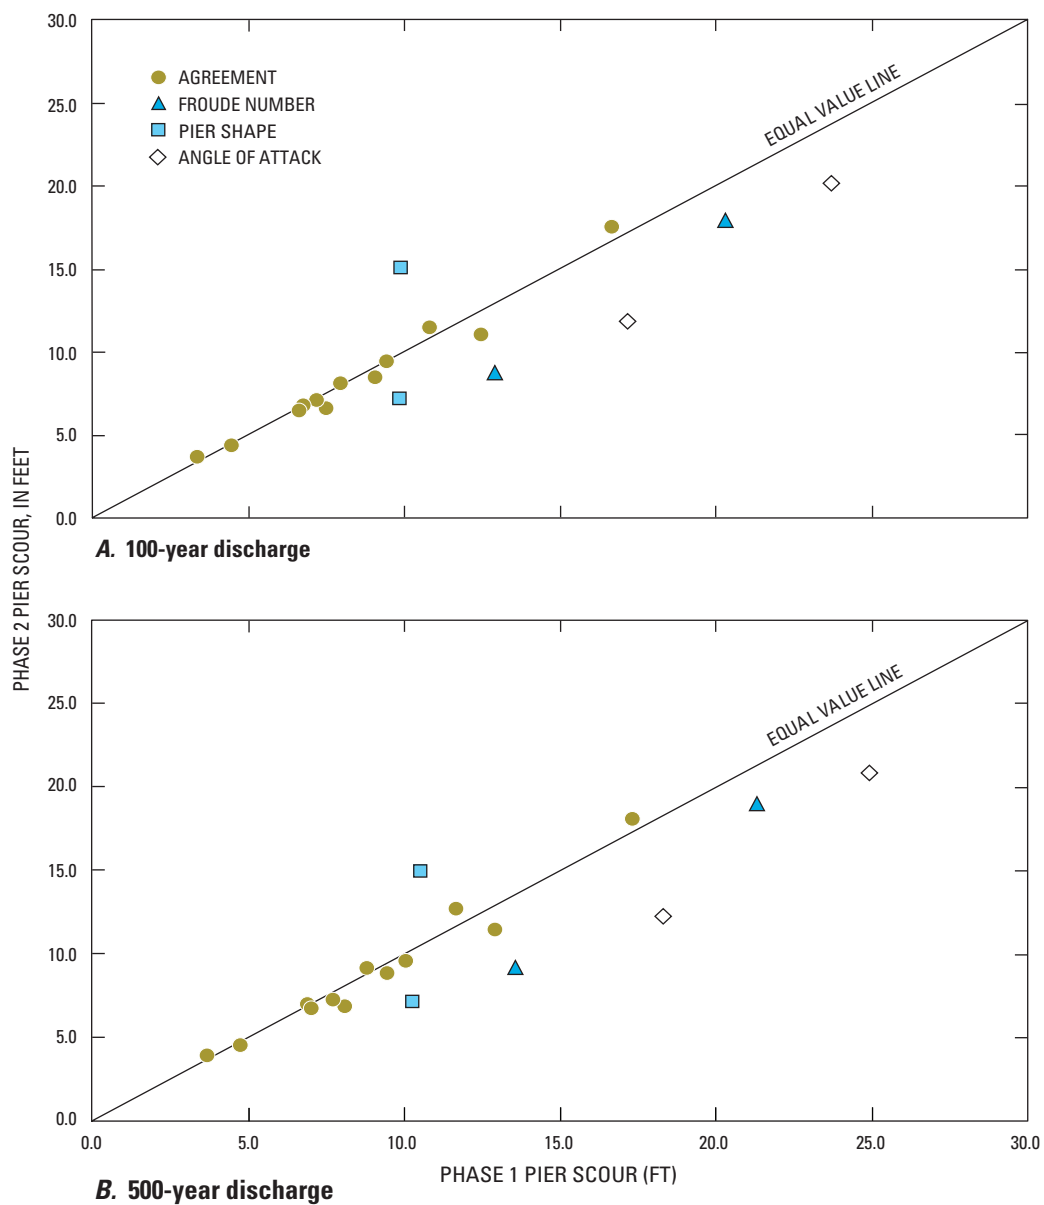 30.0
25.0
20.0
15.0
10.0
5.0
0.0
AGREEMENT
FROUDE NUMBER
PIER SHAPE
ANGLE OF ATTACK
EQUAL VALUE LINE
A. 100-year discharge
PHASE 2 PIER SCOUR, IN FEET
30.0
25.0
20.0
15.0
10.0
5.0
0.0
EQUAL VALUE LINE
0.0 5.0 10.0 15.0 20.0 25.0 30.0
PHASE 1 PIER SCOUR (FT)
B. 500-year discharge